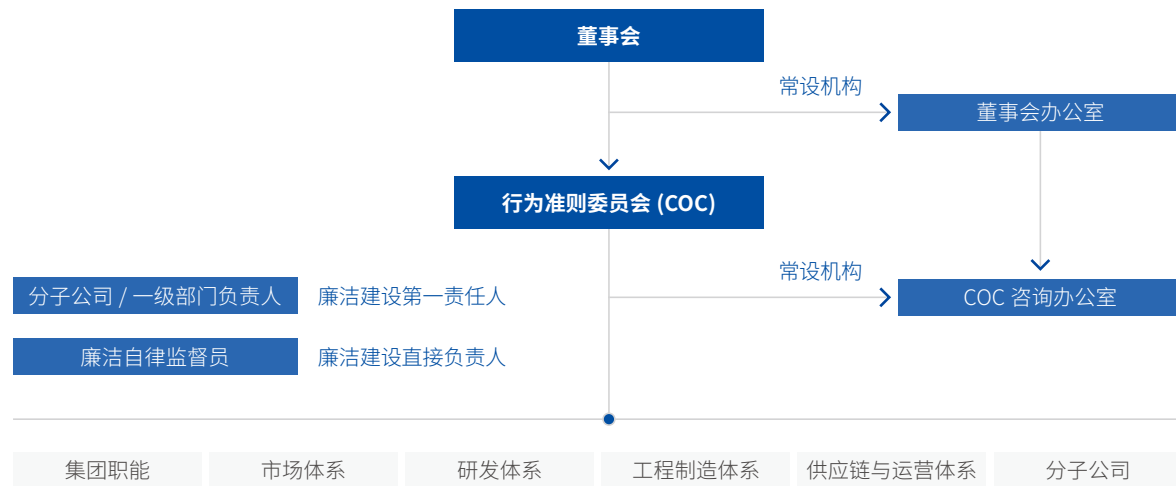 董事会
常设机构
董事会办公室
行为准则委员会 (COC)
常设机构
COC 咨询办公室
分子公司 / 一级部门负责人
廉洁建设第一责任人
廉洁自律监督员
廉洁建设直接负责人
集团职能
市场体系
研发体系
工程制造体系
供应链与运营体系
分子公司